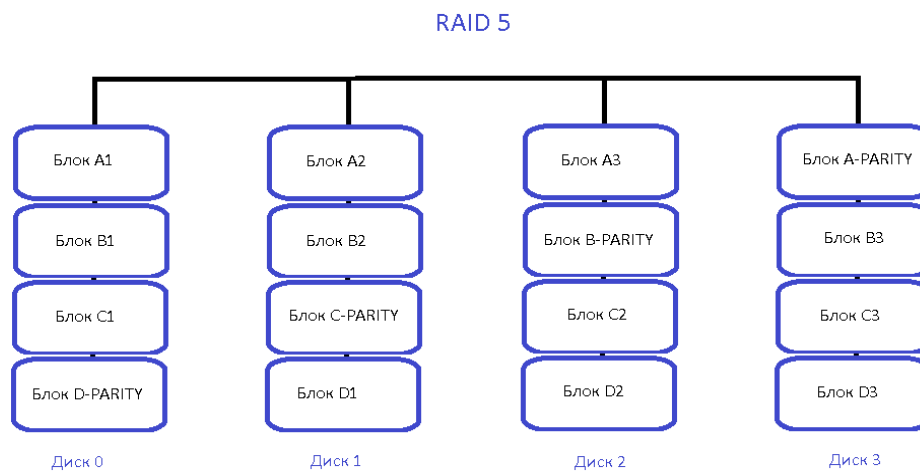 RAID 5
Блок A1
Блок A2
Блок A3
Блок A-PARITY
Блок B1
Блок B2
Блок B-PARITY
Блок B3
Блок C1
Блок C-PARITY
Блок C2
Блок C3
Блок D-PARITY
Блок D1
Блок D2
Блок D3
Диск 0
Диск 1
Диск 2
Диск 3